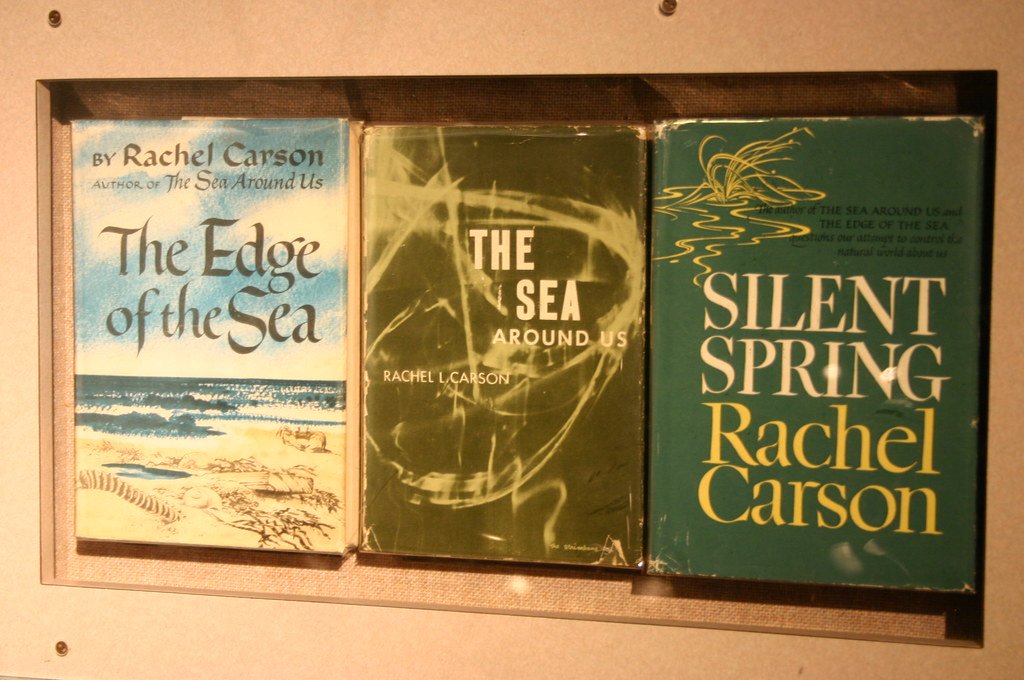 BY Rachel Carson
AUTHOR OF The Sea Around Us
The Edge
of the Sea
THE
SEA
AROUND US
RACHEL L. CARSON
The author of THE SEA AROUND US and
THE EDGE OF THE SEA
questions our attempt to control the
natural world about us
SILENT
SPRING
Rachel
Carson